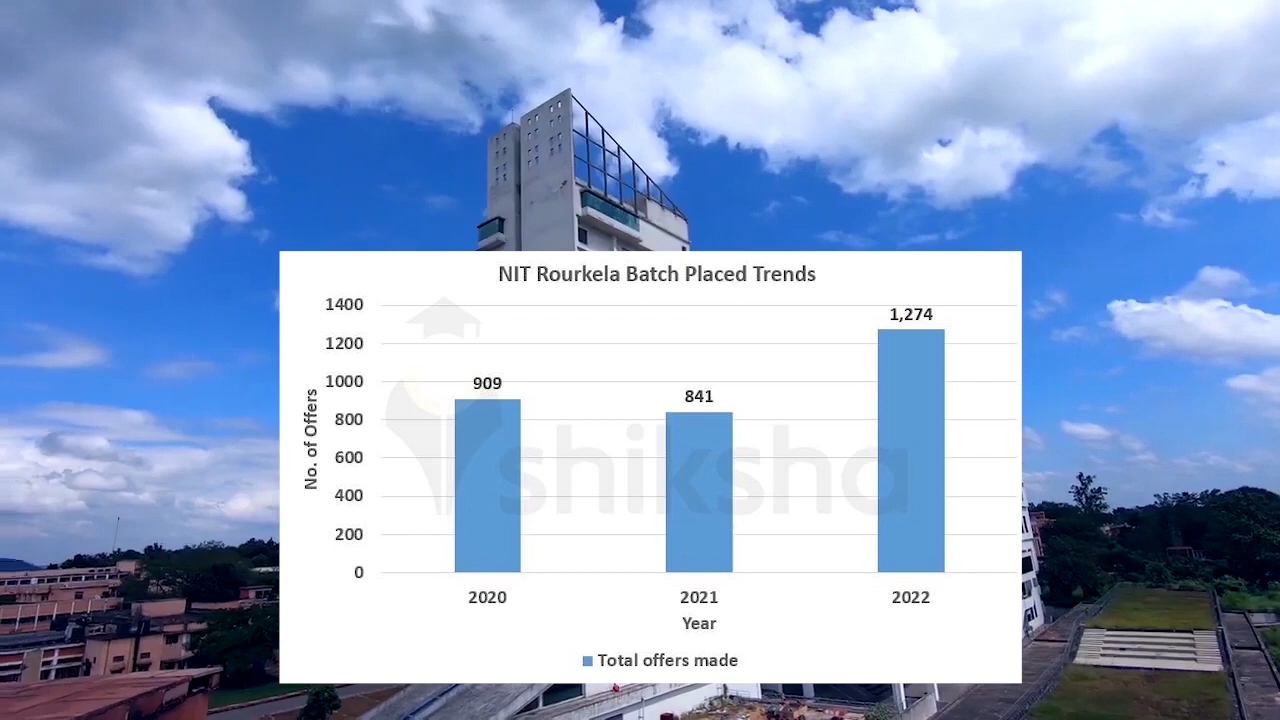 NIT Rourkela Batch Placed Trends
1400
1200
1000
800
600
400
200
0
No. of Offers
909
841
1,274
shiksha
2020
2021
2022
Year
Total offers made